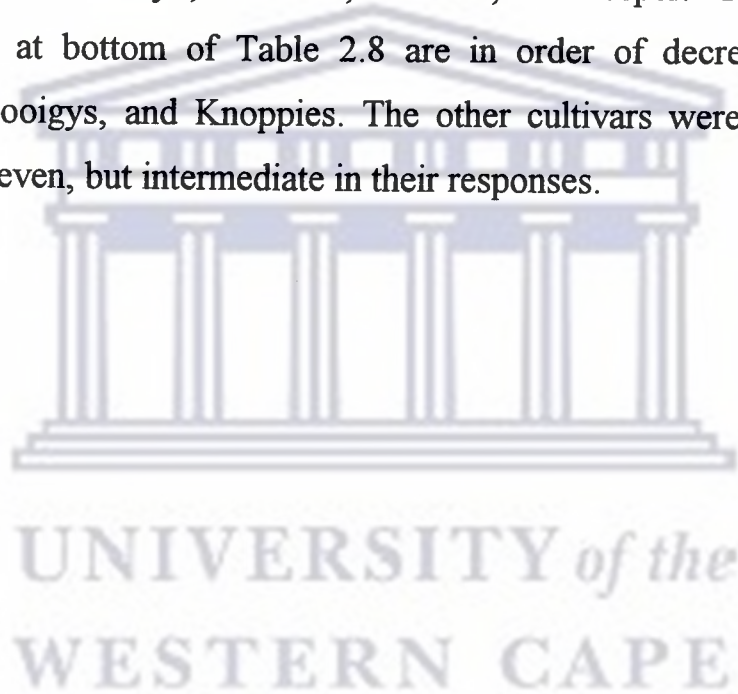 at bottom of Table 2.8 are in order of decre
ooigys, and Knoppies. The other cultivars were
even, but intermediate in their responses.
UNIVERSITY of the
WESTERN CAPE